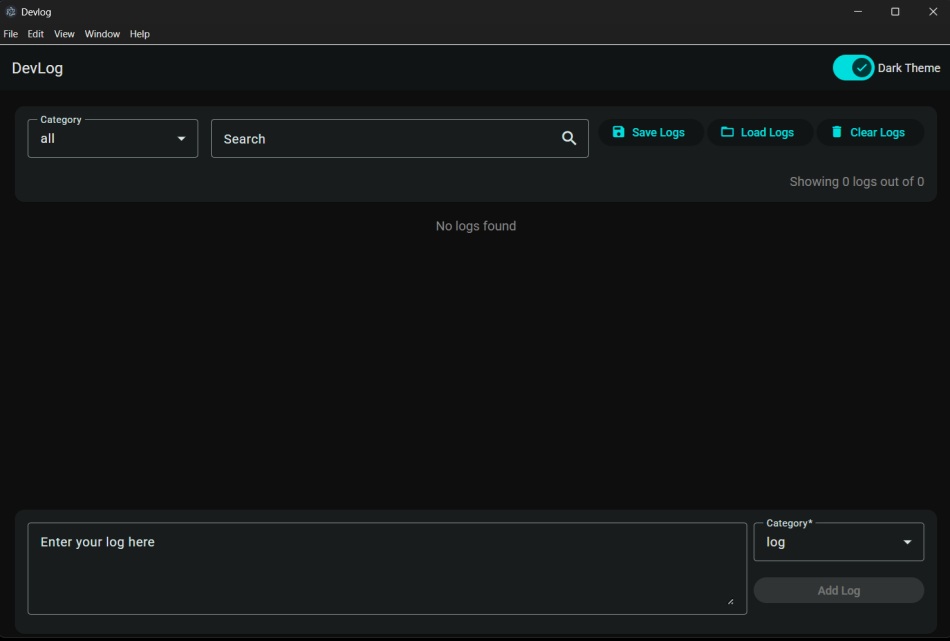 Devlog
File Edit View Window Help
DevLog
Dark Theme
Category
all
Search
Save Logs
Load Logs
Clear Logs
Showing 0 logs out of 0
No logs found
Enter your log here
Category*
log
Add Log